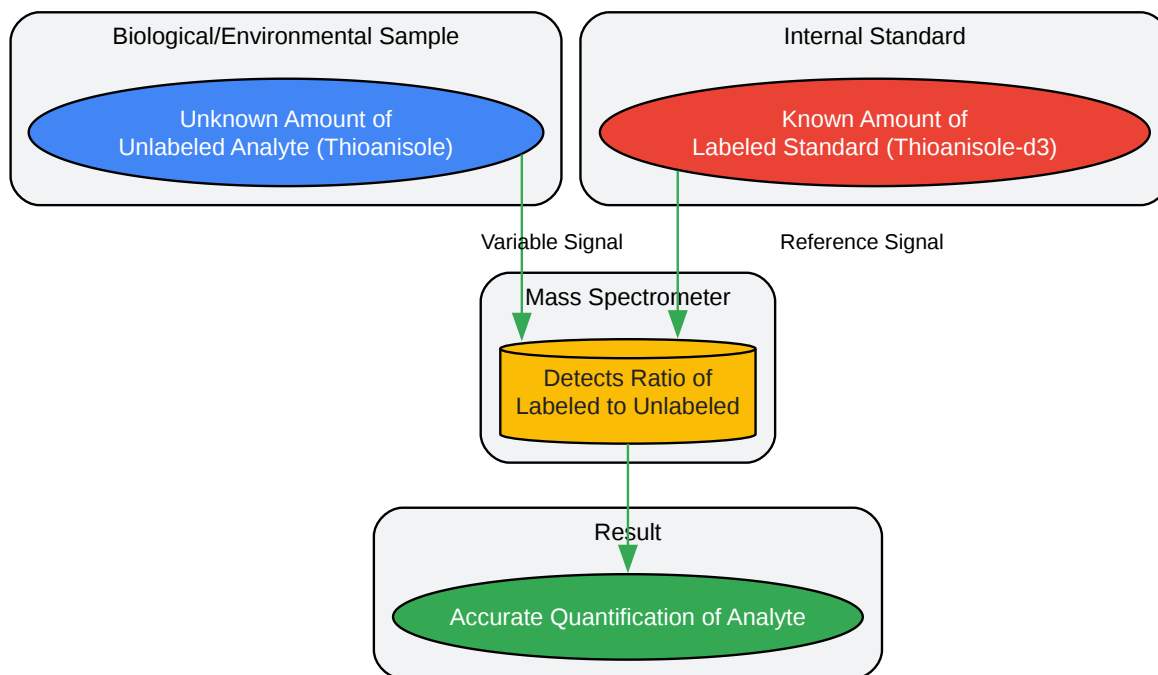 Biological/Environmental Sample
Internal Standard
Unknown Amount of
Unlabeled Analyte (Thioanisole)
Known Amount of
Labeled Standard (Thioanisole-d3)
Variable Signal
Reference Signal
Mass Spectrometer
Detects Ratio of
Labeled to Unlabeled
Result
Accurate Quantification of Analyte